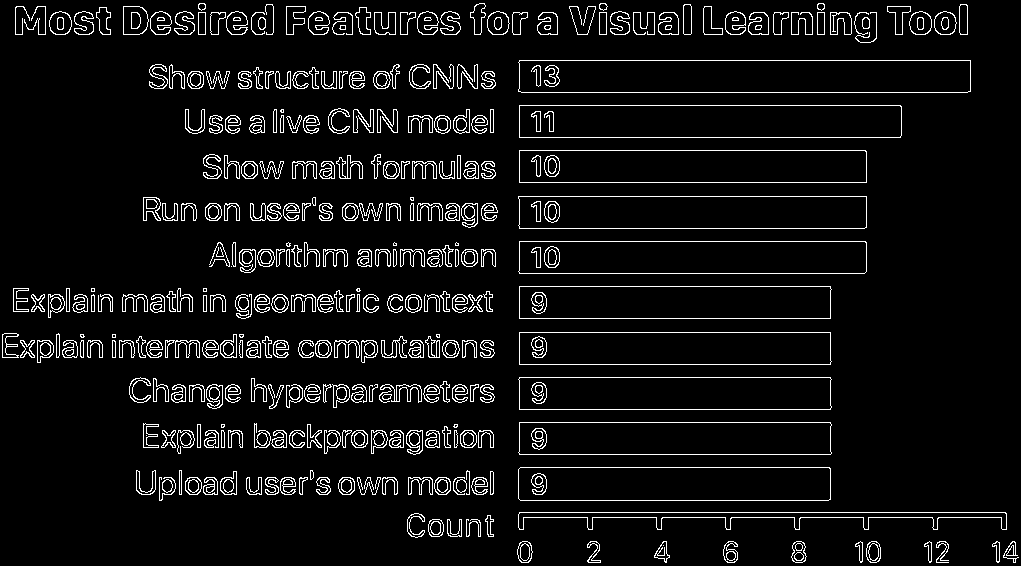 Most Desired Features for a Visual Learning Tool
Show structure of CNNs 13
Use a live CNN model 11
Show math formulas 10
Run on user's own image 10
Algorithm animation 10
Explain math in geometric context 9
Explain intermediate computations 9
Change hyperparameters 9
Explain backpropagation 9
Upload user's own model 9
Count
0 2 4 6 8 10 12 14